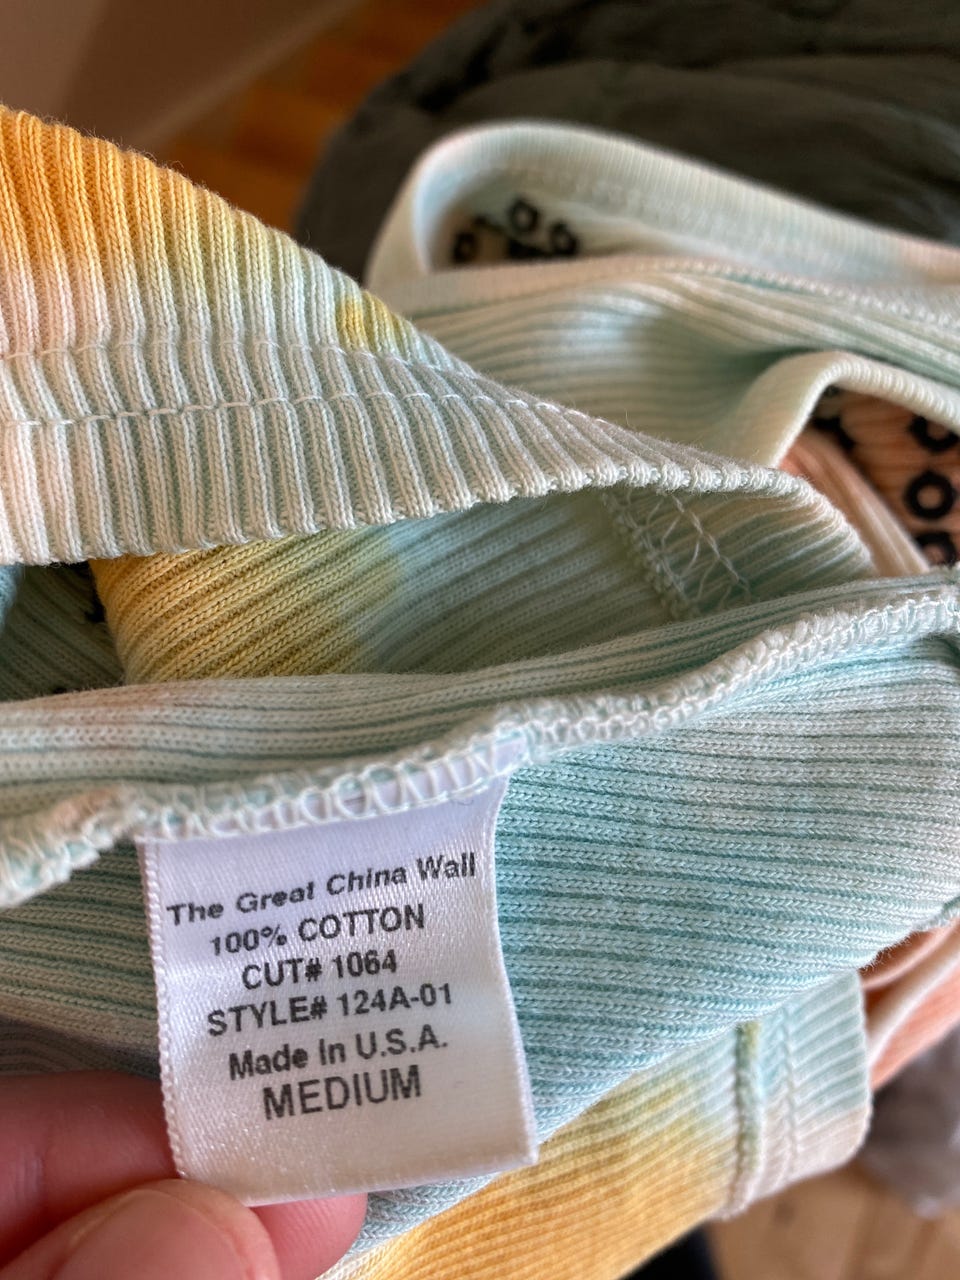 The Great China Wall
100% COTTON
CUT# 1064
STYLE# 124A-01
Made In U.S.A.
MEDIUM